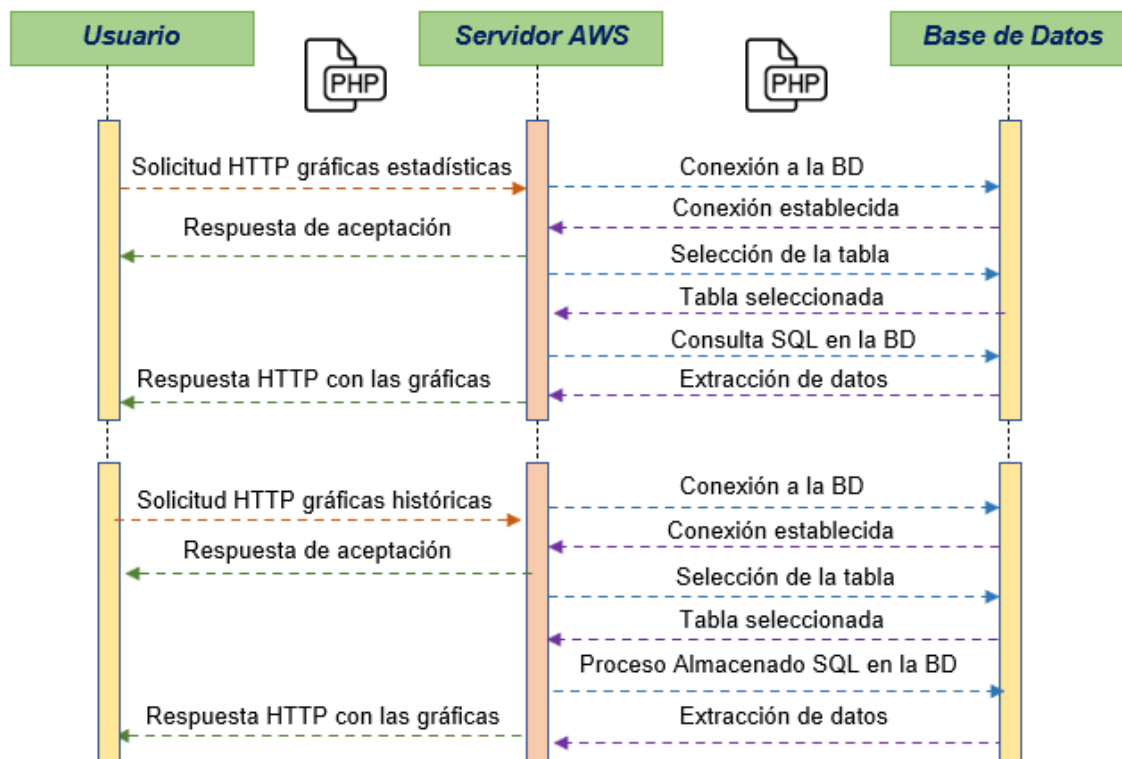 Usuario
Servidor AWS
Base de Datos
PHP
PHP
Solicitud HTTP gráficas estadísticas
Conexión a la BD
Conexión establecida
Respuesta de aceptación
Selección de la tabla
Tabla seleccionada
Consulta SQL en la BD
Respuesta HTTP con las gráficas
Extracción de datos
Solicitud HTTP gráficas históricas
Conexión a la BD
Conexión establecida
Respuesta de aceptación
Selección de la tabla
Tabla seleccionada
Proceso Almacenado SQL en la BD
Respuesta HTTP con las gráficas
Extracción de datos